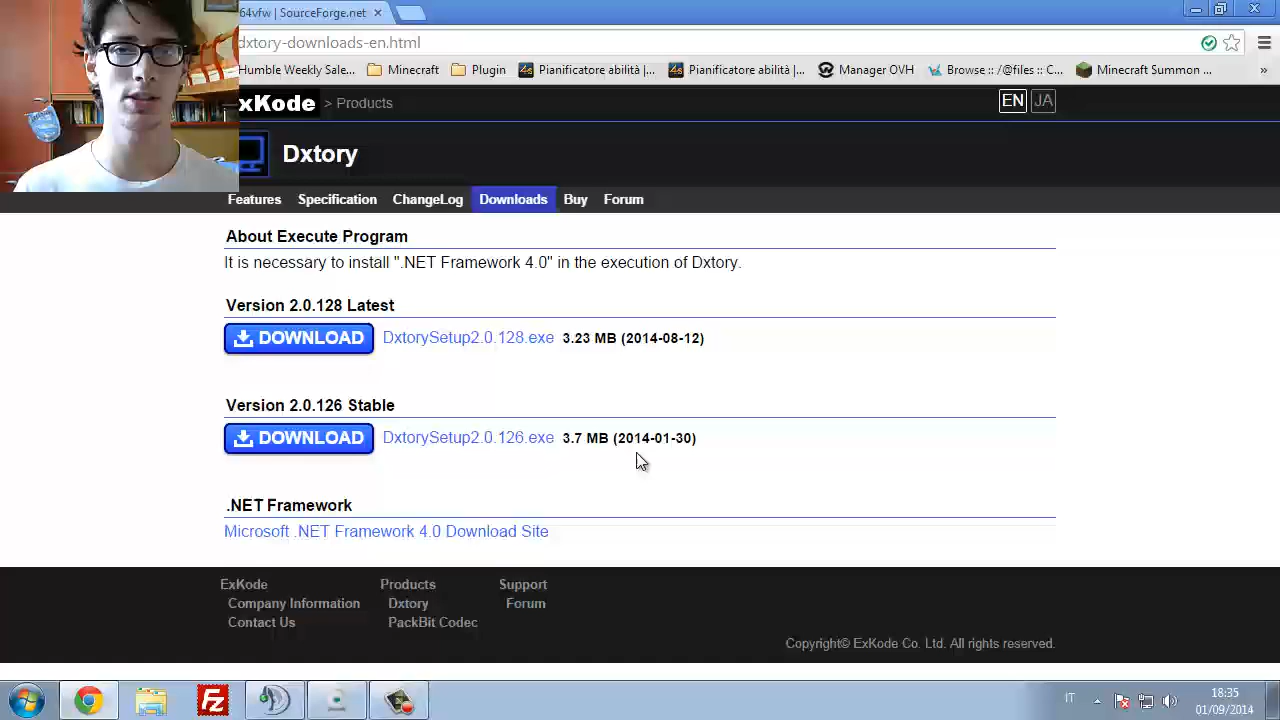 64vfw | SourceForge.net
dxtory-downloads-en.html
Humble Weekly Sale...
Minecraft
Plugin
Pianificatore abilità |...
Pianificatore abilità |...
Manager OVH
Browse :: /@files :: C...
Minecraft Summon ...
»
xKode > Products
EN JA
Dxtory
Features Specification ChangeLog Downloads Buy Forum
About Execute Program
It is necessary to install ".NET Framework 4.0" in the execution of Dxtory.
Version 2.0.128 Latest
DOWNLOAD DxtorySetup2.0.128.exe 3.23 MB (2014-08-12)
Version 2.0.126 Stable
DOWNLOAD DxtorySetup2.0.126.exe 3.7 MB (2014-01-30)
.NET Framework
Microsoft .NET Framework 4.0 Download Site
ExKode Products Support
Company Information Dxtory Forum
Contact Us PackBit Codec
Copyright© ExKode Co. Ltd. All rights reserved.
Fz
IT
18:35
01/09/2014